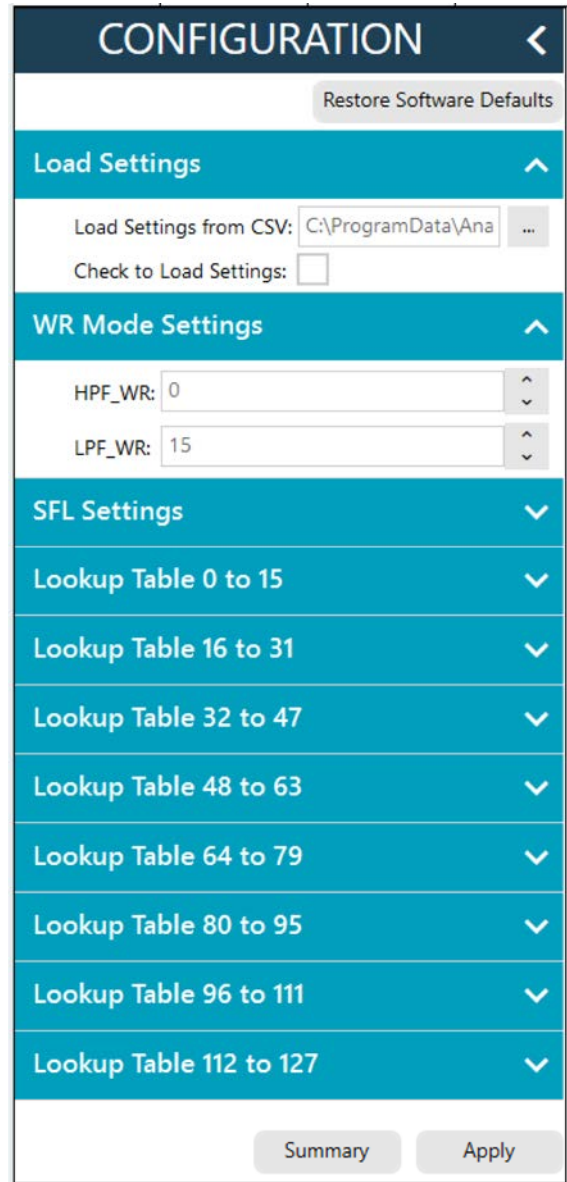 CONFIGURATION
Restore Software Defaults
Load Settings
Load Settings from CSV: C:\ProgramData\Ana ...
Check to Load Settings:
WR Mode Settings
HPF_WR: 0
LPF_WR: 15
SFL Settings
Lookup Table 0 to 15
Lookup Table 16 to 31
Lookup Table 32 to 47
Lookup Table 48 to 63
Lookup Table 64 to 79
Lookup Table 80 to 95
Lookup Table 96 to 111
Lookup Table 112 to 127
Summary Apply